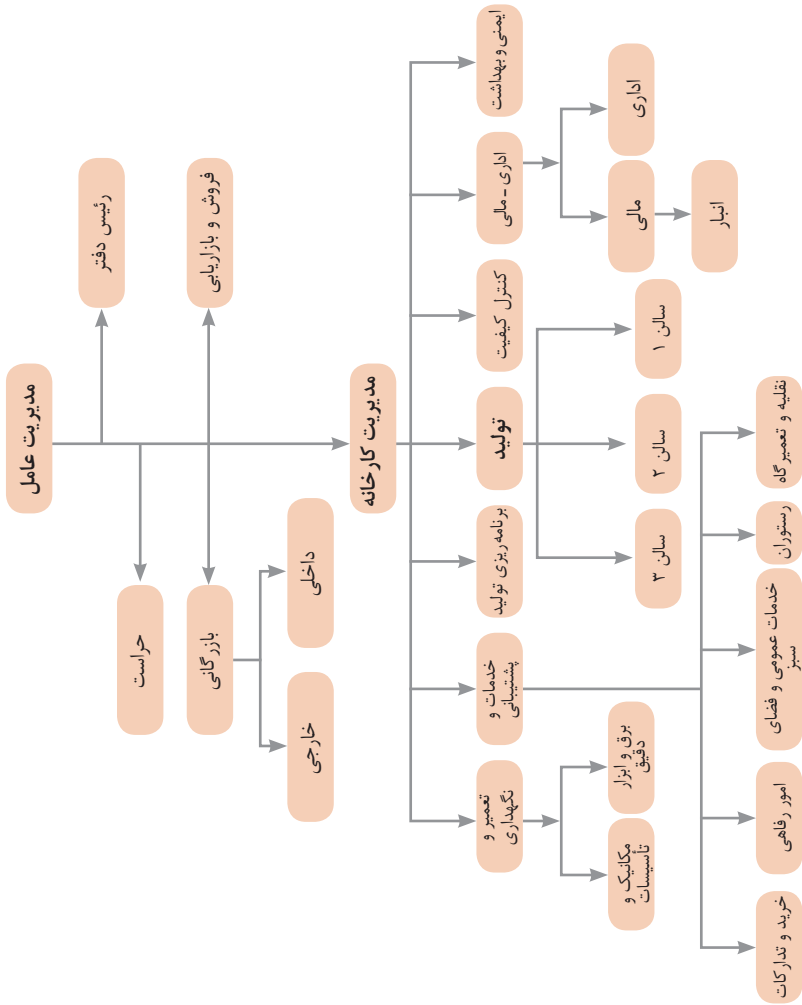 مدیریت عامل
رئیس دفتر
حراست
فروش و بازاریابی
بازرگانی
داخلی
خارجی
مدیریت کارخانه
ایمنی و بهداشت
اداری - مالی
کنترل کیفیت
تولید
برنامه ریزی تولید
خدمات و
پشتیبانی
تعمیر و
نگهداری
اداری
مالی
انبار
سالن ۱
سالن ۲
سالن ۳
برق و ابزار
دقیق
مکانیک و
تأسیسات
نقلیه و تعمیرگاه
رستوران
خدمات عمومی و فضای
سبز
امور رفاهی
خرید و تدارکات